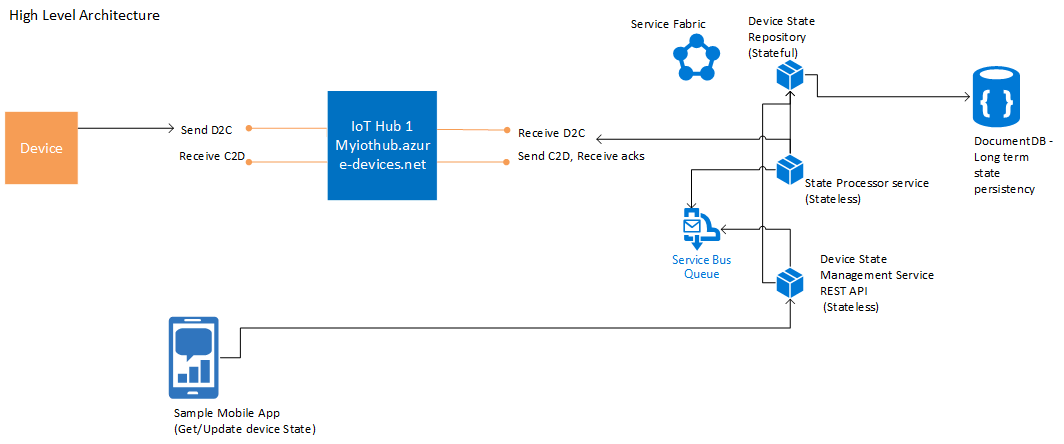 High Level Architecture
Service Fabric
Device State
Repository
(Stateful)
Device
Send D2C
Receive C2D
IoT Hub 1
Myiothub.azur
e-devices.net
Receive D2C
Send C2D, Receive acks
DocumentDB -
Long term
state
persistency
State Processor service
(Stateless)
Service Bus
Queue
Device State
Management Service
REST API
(Stateless)
Sample Mobile App
(Get/Update device State)